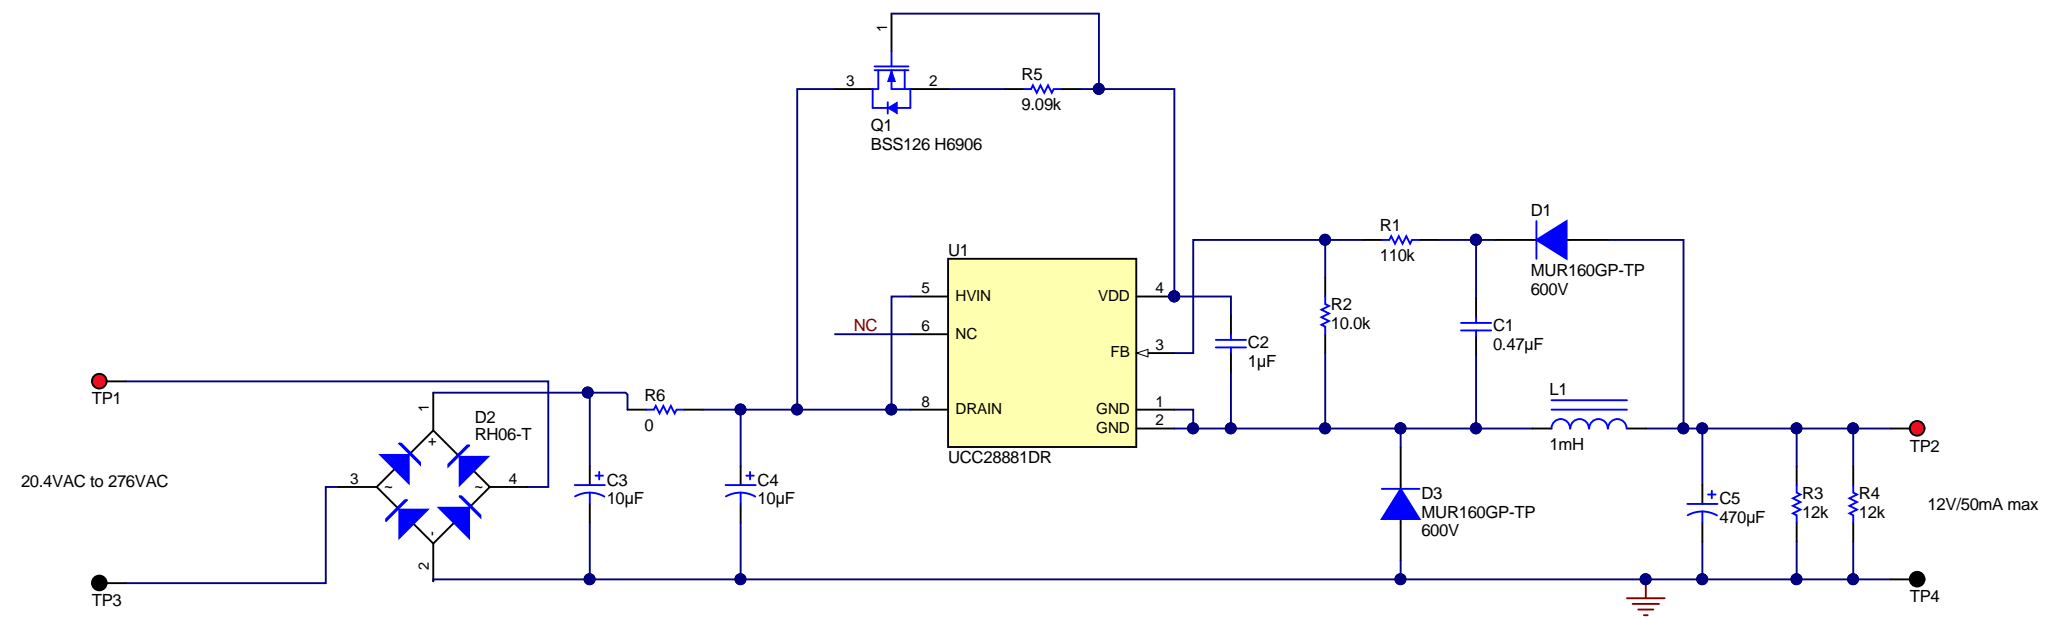 1
3
2
R5
9.09k
Q1
BSS126 H6906
U1
5
HVIN
VDD
4
NC
6
NC
FB
3
8
DRAIN
GND
1
GND
2
UCC28881DR
C2
1µF
R2
10.0k
R1
110k
D1
MUR160GP-TP
600V
C1
0.47µF
L1
1mH
TP1
1
D2
RH06-T
+
3
~
~
4
-
2
R6
0
20.4VAC to 276VAC
TP3
+
C3
10µF
+
C4
10µF
D3
MUR160GP-TP
600V
+
C5
470µF
R3
12k
R4
12k
TP2
12V/50mA max
TP4